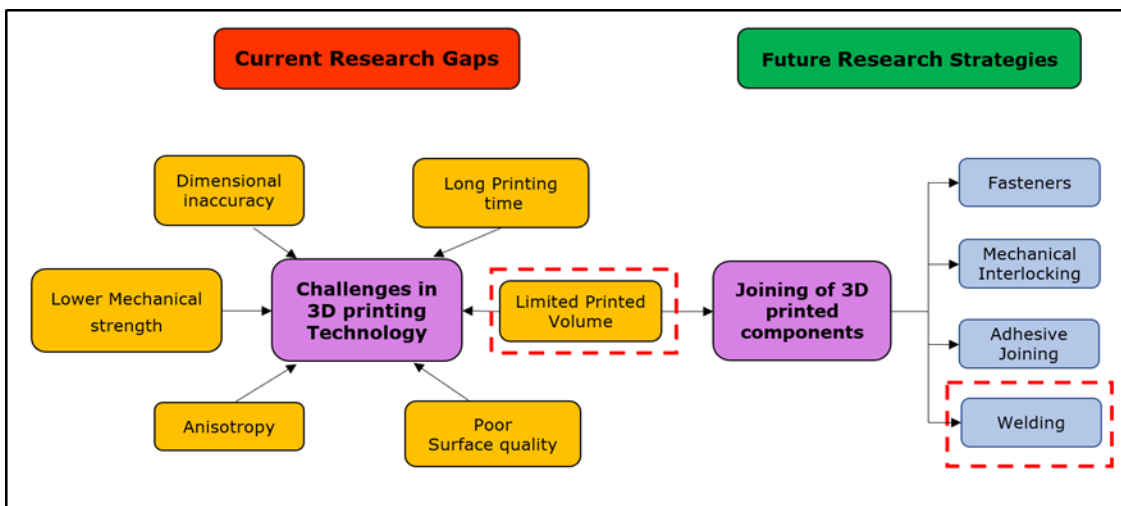 Current Research Gaps
Future Research Strategies
Dimensional
inaccuracy
Long Printing
time
Lower Mechanical
strength
Challenges in
3D printing
Technology
Limited Printed
Volume
Anisotropy
Poor
Surface quality
Joining of 3D
printed
components
Fasteners
Mechanical
Interlocking
Adhesive
Joining
Welding